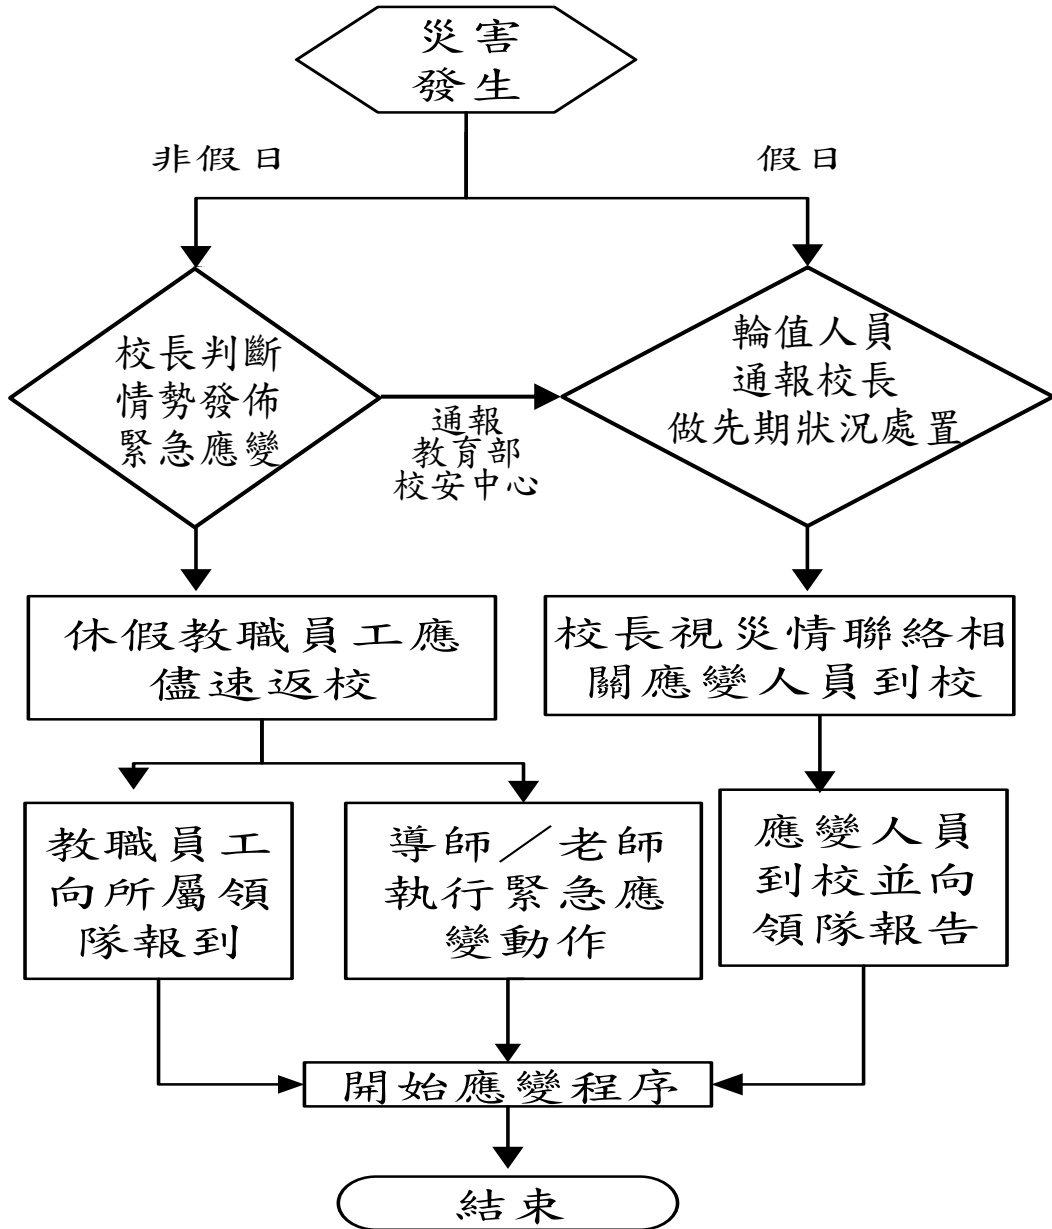 災害
發生
非假日
假日
校長判斷
情勢發佈
緊急應變
通報
教育部
校安中心
輪值人員
通報校長
做先期狀況處置
休假教職員工應
儘速返校
校長視災情聯絡相
關應變人員到校
教職員工
向所屬領
隊報到
導師／老師
執行緊急應
變動作
應變人員
到校並向
領隊報告
開始應變程序
結束